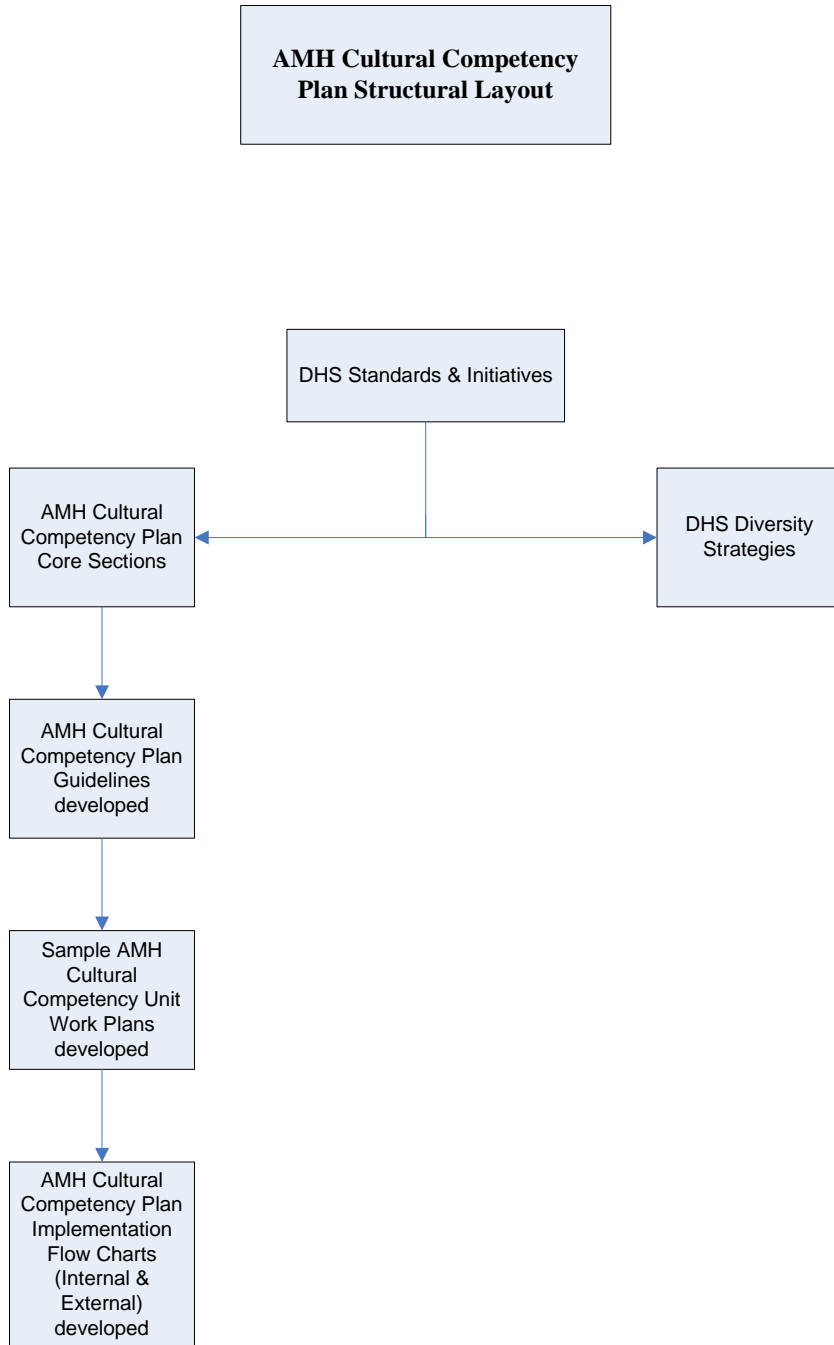 AMH Cultural Competency
Plan Structural Layout
DHS Standards & Initiatives
AMH Cultural
Competency Plan
Core Sections
DHS Diversity
Strategies
AMH Cultural
Competency Plan
Guidelines
developed
Sample AMH
Cultural
Competency Unit
Work Plans
developed
AMH Cultural
Competency Plan
Implementation
Flow Charts
(Internal &
External)
developed